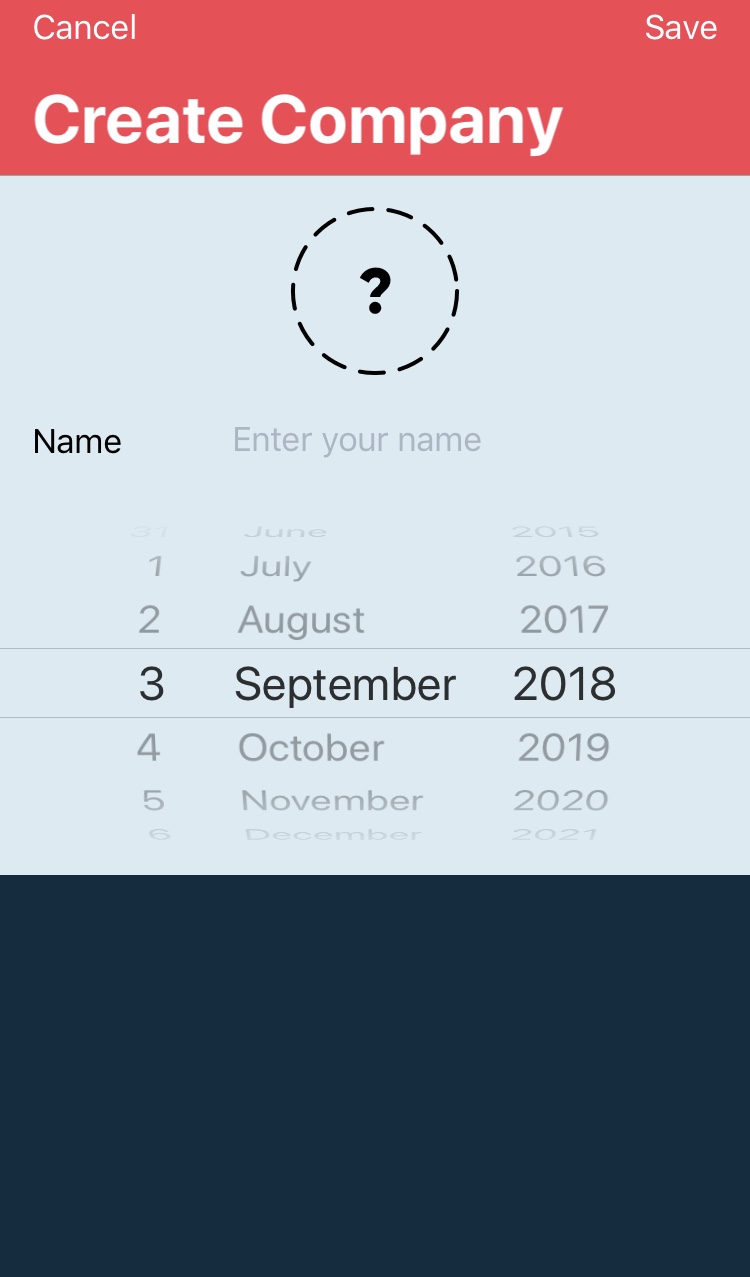 Cancel Save
Create Company
?
Name Enter your name
31 June 2015
1 July 2016
2 August 2017
3 September 2018
4 October 2019
5 November 2020
6 December 2021